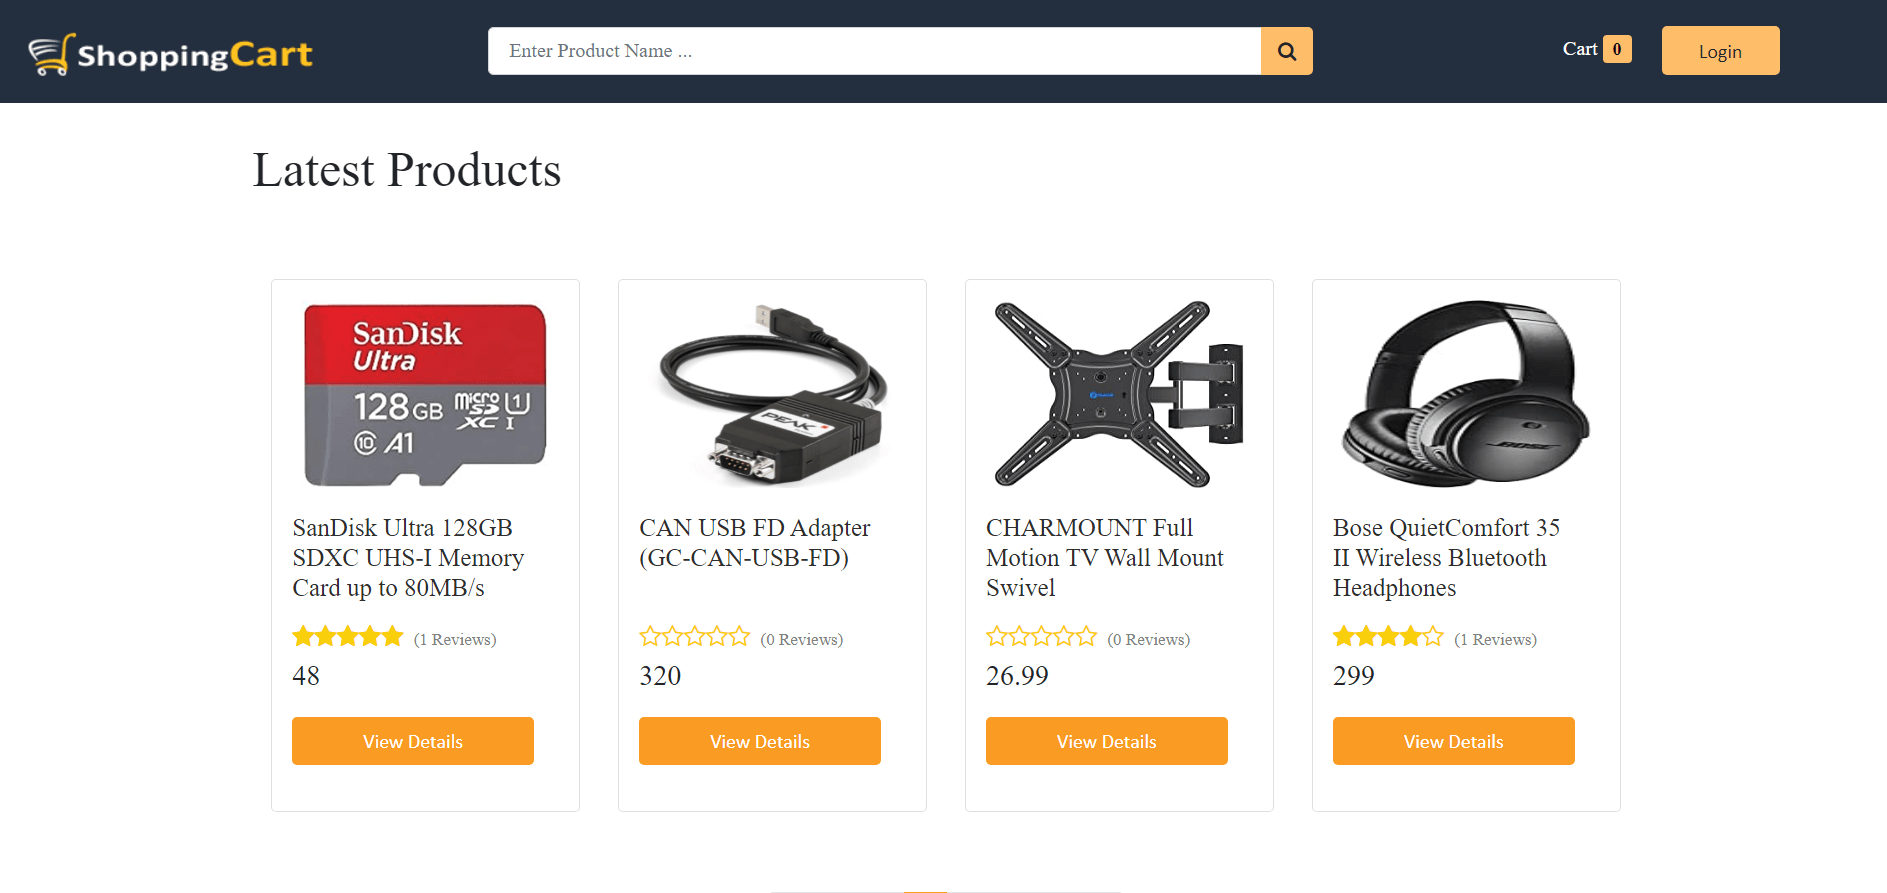 ShoppingCart
Enter Product Name ...
Cart 0
Login
Latest Products
SanDisk
Ultra
128GB
micro
SD
XC
U1
I
10
A1
PEAK
BOSE
SanDisk Ultra 128GB
SDXC UHS-I Memory
Card up to 80MB/s
(1 Reviews)
48
View Details
CAN USB FD Adapter
(GC-CAN-USB-FD)
(0 Reviews)
320
View Details
CHARMOUNT Full
Motion TV Wall Mount
Swivel
(0 Reviews)
26.99
View Details
Bose QuietComfort 35
II Wireless Bluetooth
Headphones
(1 Reviews)
299
View Details